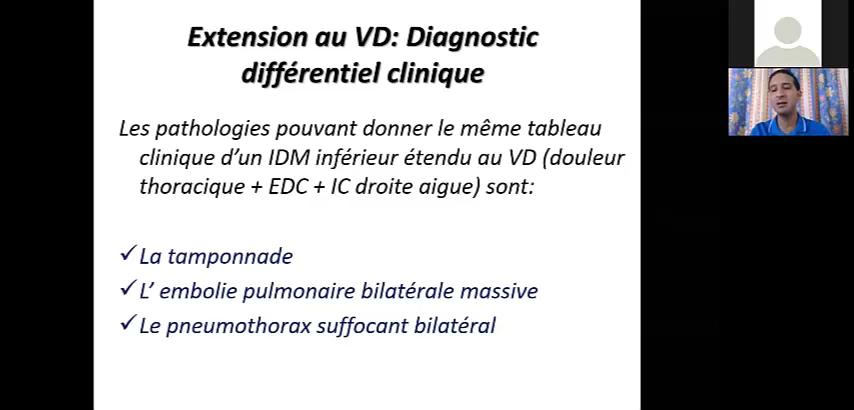 Extension au VD: Diagnostic
différentiel clinique
Les pathologies pouvant donner le même tableau
clinique d’un IDM inférieur étendu au VD (douleur
thoracique + EDC + IC droite aigue) sont:
✓La tamponnade
✓L’ embolie pulmonaire bilatérale massive
✓Le pneumothorax suffocant bilatéral